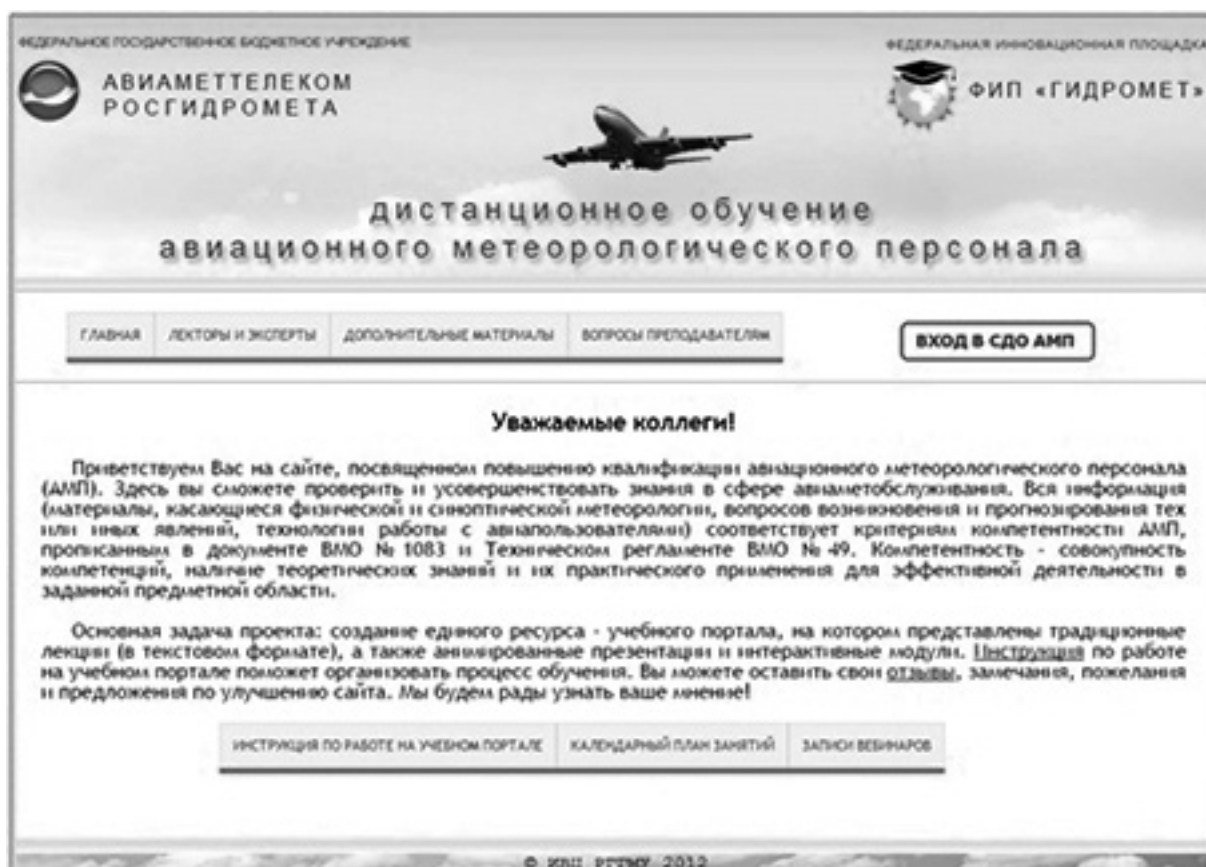 ФЕДЕРАЛЬНОЕ ГОСУДАРСТВЕННОЕ БЮДЖЕТНОЕ УЧРЕЖДЕНИЕ
АВИАМЕТТЕЛЕКОМ
РОСГИДРОМЕТА
ФЕДЕРАЛЬНАЯ ИННОВАЦИОННАЯ ПЛОЩАДКА
ФИП «ГИДРОМЕТ»
дистанционное обучение
авиационного метеорологического персонала
ГЛАВНАЯ
ЛЕКТОРЫ И ЭКСПЕРТЫ
ДОПОЛНИТЕЛЬНЫЕ МАТЕРИАЛЫ
ВОПРОСЫ ПРЕПОДАВАТЕЛЯМ
ВХОД В СДО АМП
Уважаемые коллеги!
Приветствуем Вас на сайте, посвященном повышению квалификации авиационного метеорологического персонала
(АМП). Здесь вы сможете проверить и усовершенствовать знания в сфере авиаметобслуживания. Вся информация
(материалы, касающиеся физической и синоптической метеорологии, вопросов возникновения и прогнозирования тех
или иных явлений, технологии работы с авиапользователями) соответствует критериям компетентности АМП,
прописанным в документе ВМО № 1083 и Техническом регламенте ВМО № 49. Компетентность - совокупность
компетенций, наличие теоретических знаний и их практического применения для эффективной деятельности в
заданной предметной области.
Основная задача проекта: создание единого ресурса - учебного портала, на котором представлены традиционные
лекции (в текстовом формате), а также анимированные презентации и интерактивные модули. Инструкция по работе
на учебном портале поможет организовать процесс обучения. Вы можете оставить свои отзывы, замечания, пожелания
и предложения по улучшению сайта. Мы будем рады узнать ваше мнение!
ИНСТРУКЦИЯ ПО РАБОТЕ НА УЧЕБНОМ ПОРТАЛЕ
КАЛЕНДАРНЫЙ ПЛАН ЗАНЯТИЙ
ЗАПИСИ ВЕБИНАРОВ
© ИВЦ РГГМУ 2012